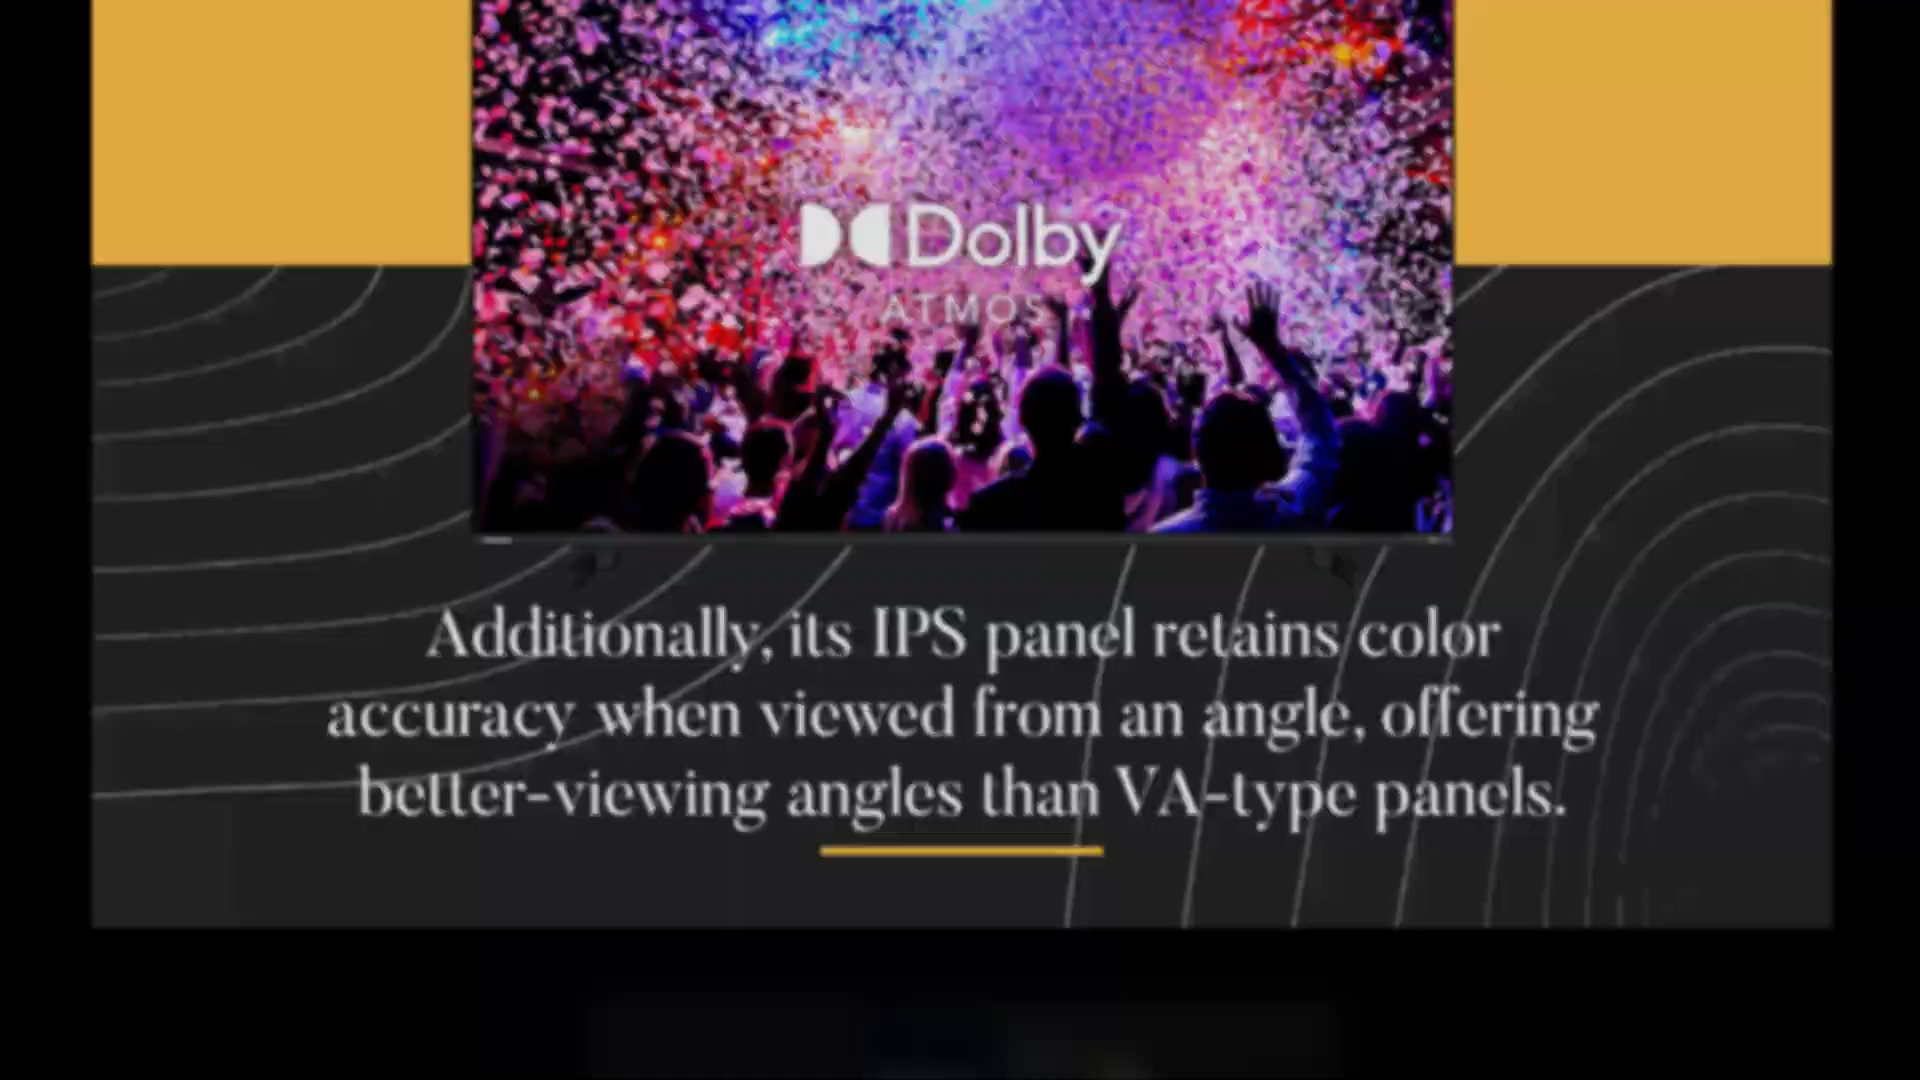 Dolby
ATMOS
Additionally, its IPS panel retains color
accuracy when viewed from an angle, offering
better-viewing angles than VA-type panels.